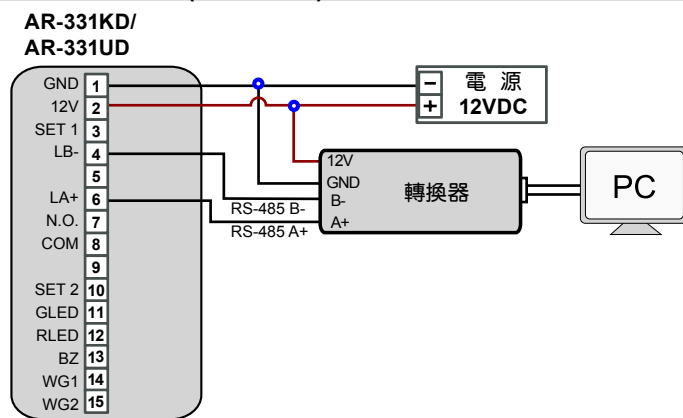 AR-331KD/
AR-331UD
GND 1
12V 2
SET 1 3
LB- 4
5
LA+ 6
N.O. 7
COM 8
9
SET 2 10
GLED 11
RLED 12
BZ 13
WG1 14
WG2 15
− 電 源
+ 12VDC
12V
GND
B-
A+
轉換器
RS-485 B-
RS-485 A+
PC